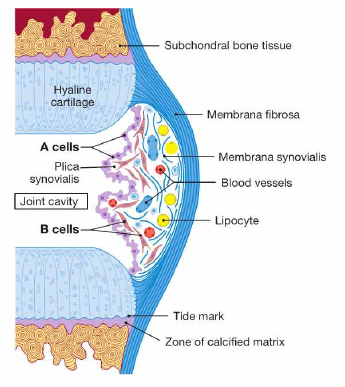 Subchondral bone tissue
Hyaline
cartilage
Membrana fibrosa
A cells
Plica
synovialis
Membrana synovialis
Blood vessels
Joint cavity
Lipocyte
B cells
Tide mark
Zone of calcified matrix